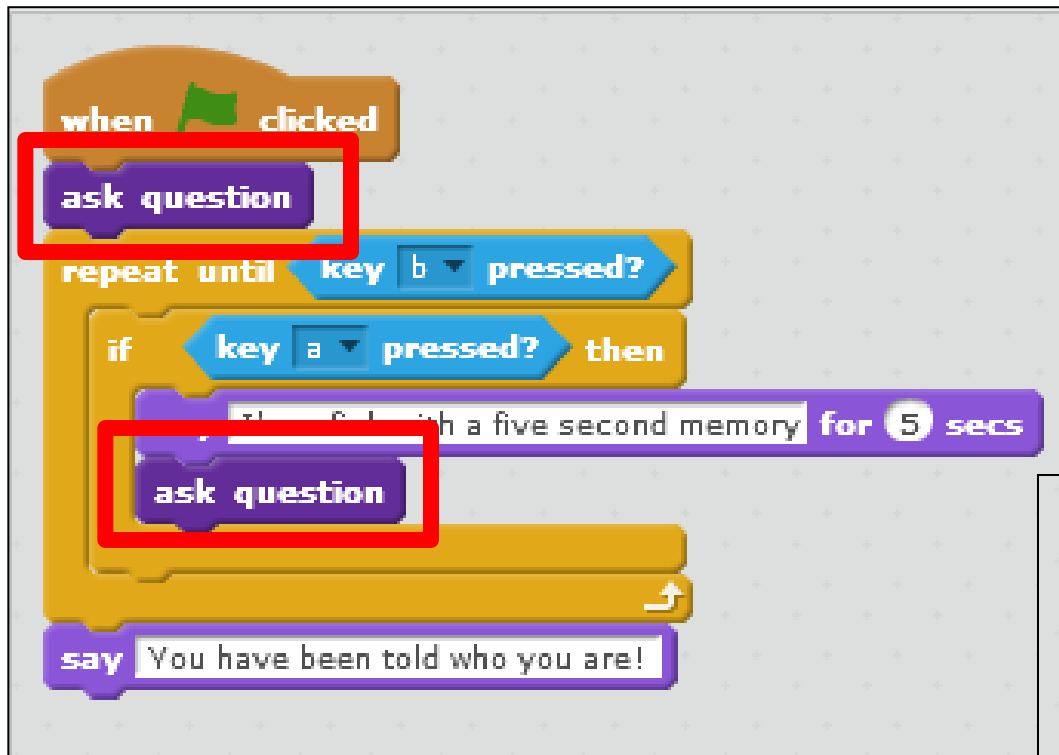 when clicked
ask question
repeat until key b pressed?
if key a pressed? then
with a five second memory for 5 secs
ask question
say You have been told who you are!